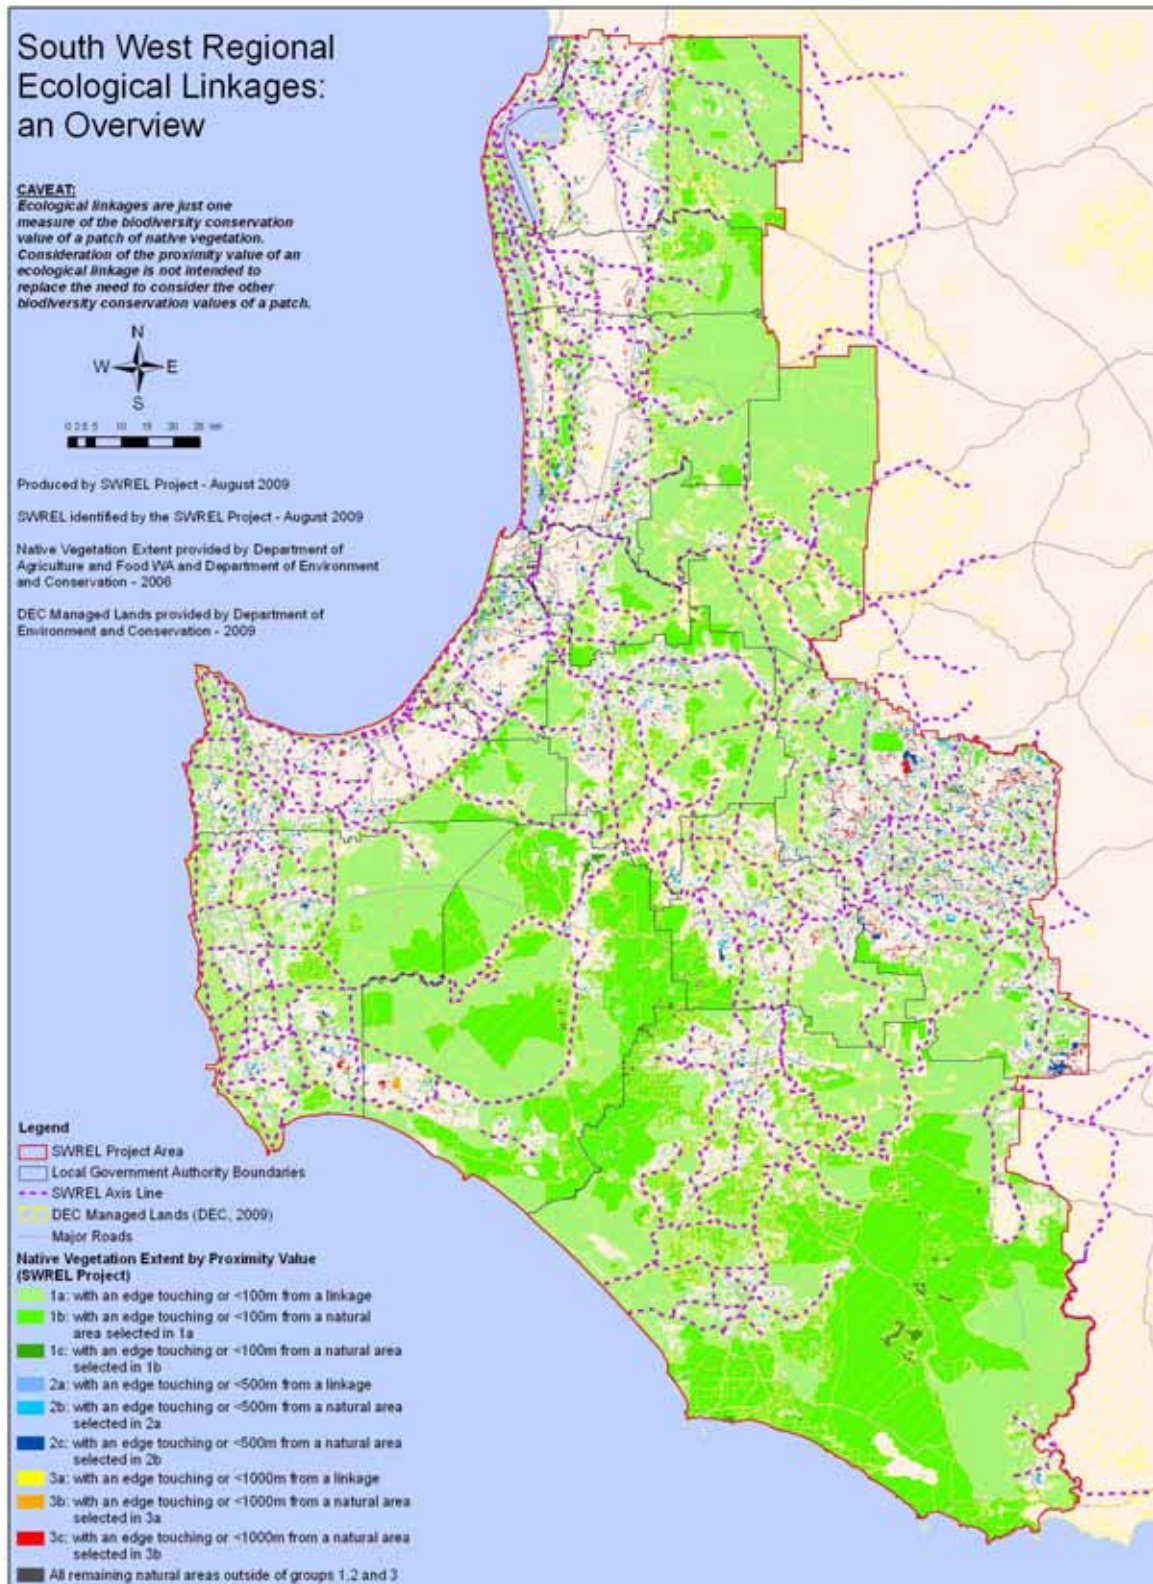 South West Regional
Ecological Linkages:
an Overview
CAVEAT:
Ecological linkages are just one
measure of the biodiversity conservation
value of a patch of native vegetation.
Consideration of the proximity value of an
ecological linkage is not intended to
replace the need to consider the other
biodiversity conservation values of a patch.
N
W E
S
0 2.5 5 10 15 20 25 km
Produced by SWREL Project - August 2009
SWREL identified by the SWREL Project - August 2009
Native Vegetation Extent provided by Department of
Agriculture and Food WA and Department of Environment
and Conservation - 2006
DEC Managed Lands provided by Department of
Environment and Conservation - 2009
Legend
SWREL Project Area
Local Government Authority Boundaries
SWREL Axis Line
DEC Managed Lands (DEC, 2009)
Major Roads
Native Vegetation Extent by Proximity Value
(SWREL Project)
1a: with an edge touching or <100m from a linkage
1b: with an edge touching or <100m from a natural
area selected in 1a
1c: with an edge touching or <100m from a natural area
selected in 1b
2a: with an edge touching or <500m from a linkage
2b: with an edge touching or <500m from a natural area
selected in 2a
2c: with an edge touching or <500m from a natural area
selected in 2b
3a: with an edge touching or <1000m from a linkage
3b: with an edge touching or <1000m from a natural area
selected in 3a
3c: with an edge touching or <1000m from a natural area
selected in 3b
All remaining natural areas outside of groups 1,2 and 3